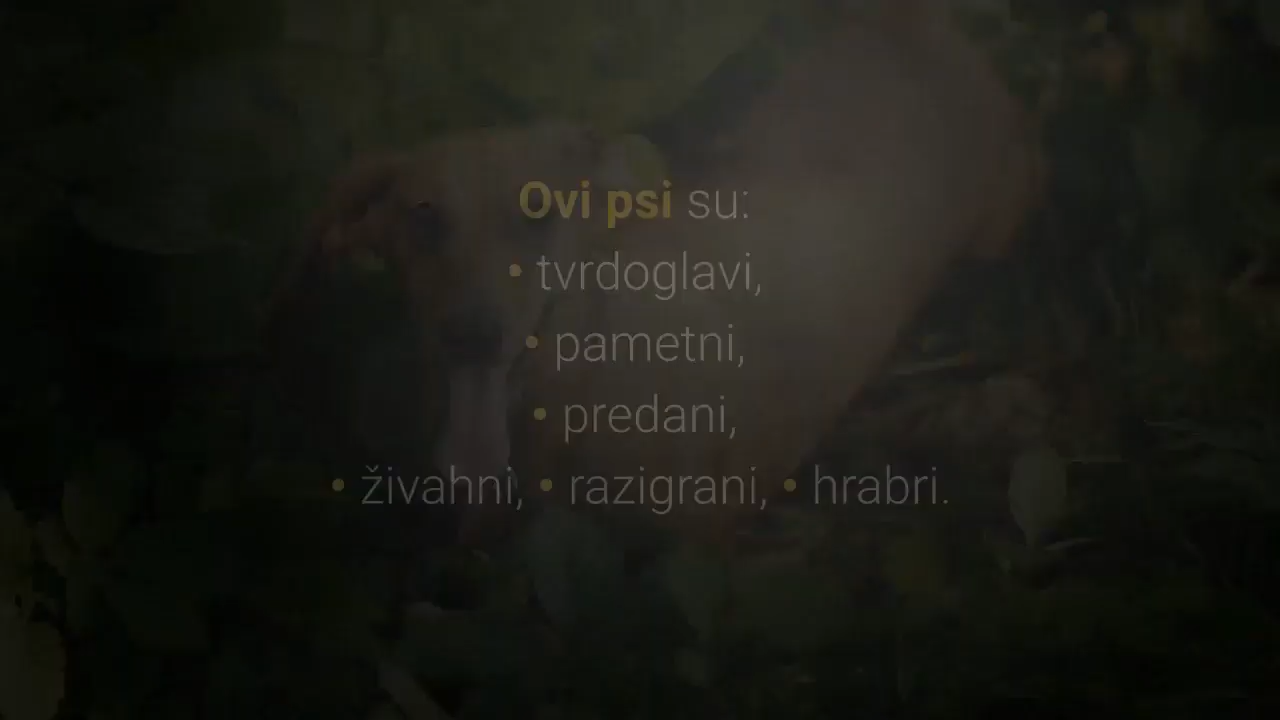 Ovi psi su:
• tvrdoglavi,
• pametni,
• predani,
• živahni, • razigrani, • hrabri.